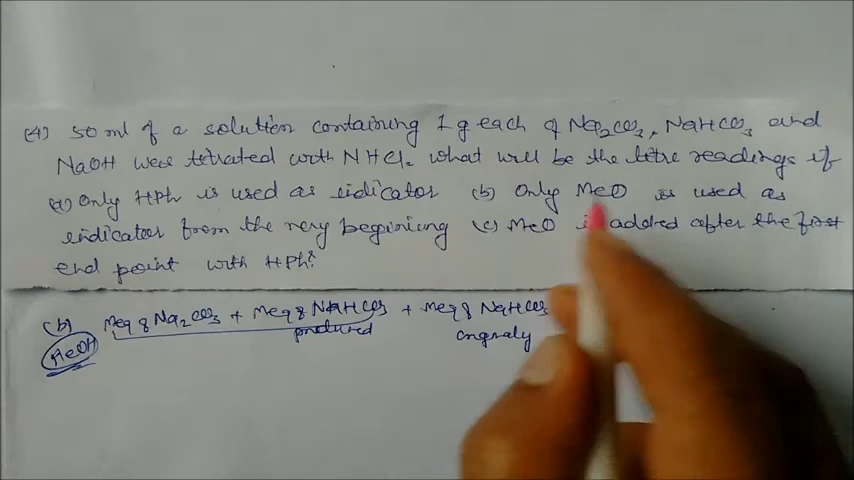 (4) 50 ml of a solution containing 1 g each of Na2CO3, NaHCO3 and
NaOH were titrated with NHCl. what will be the titre readings if
(a) Only HPh is used as indicator (b) Only MeO is used as
indicator from the very beginning (c) MeO is added after the first
end point with HPh?
(b) Meq of Na2CO3 + Meq of NaHCO3 + Meq of NaHCO3
produced
MeOH